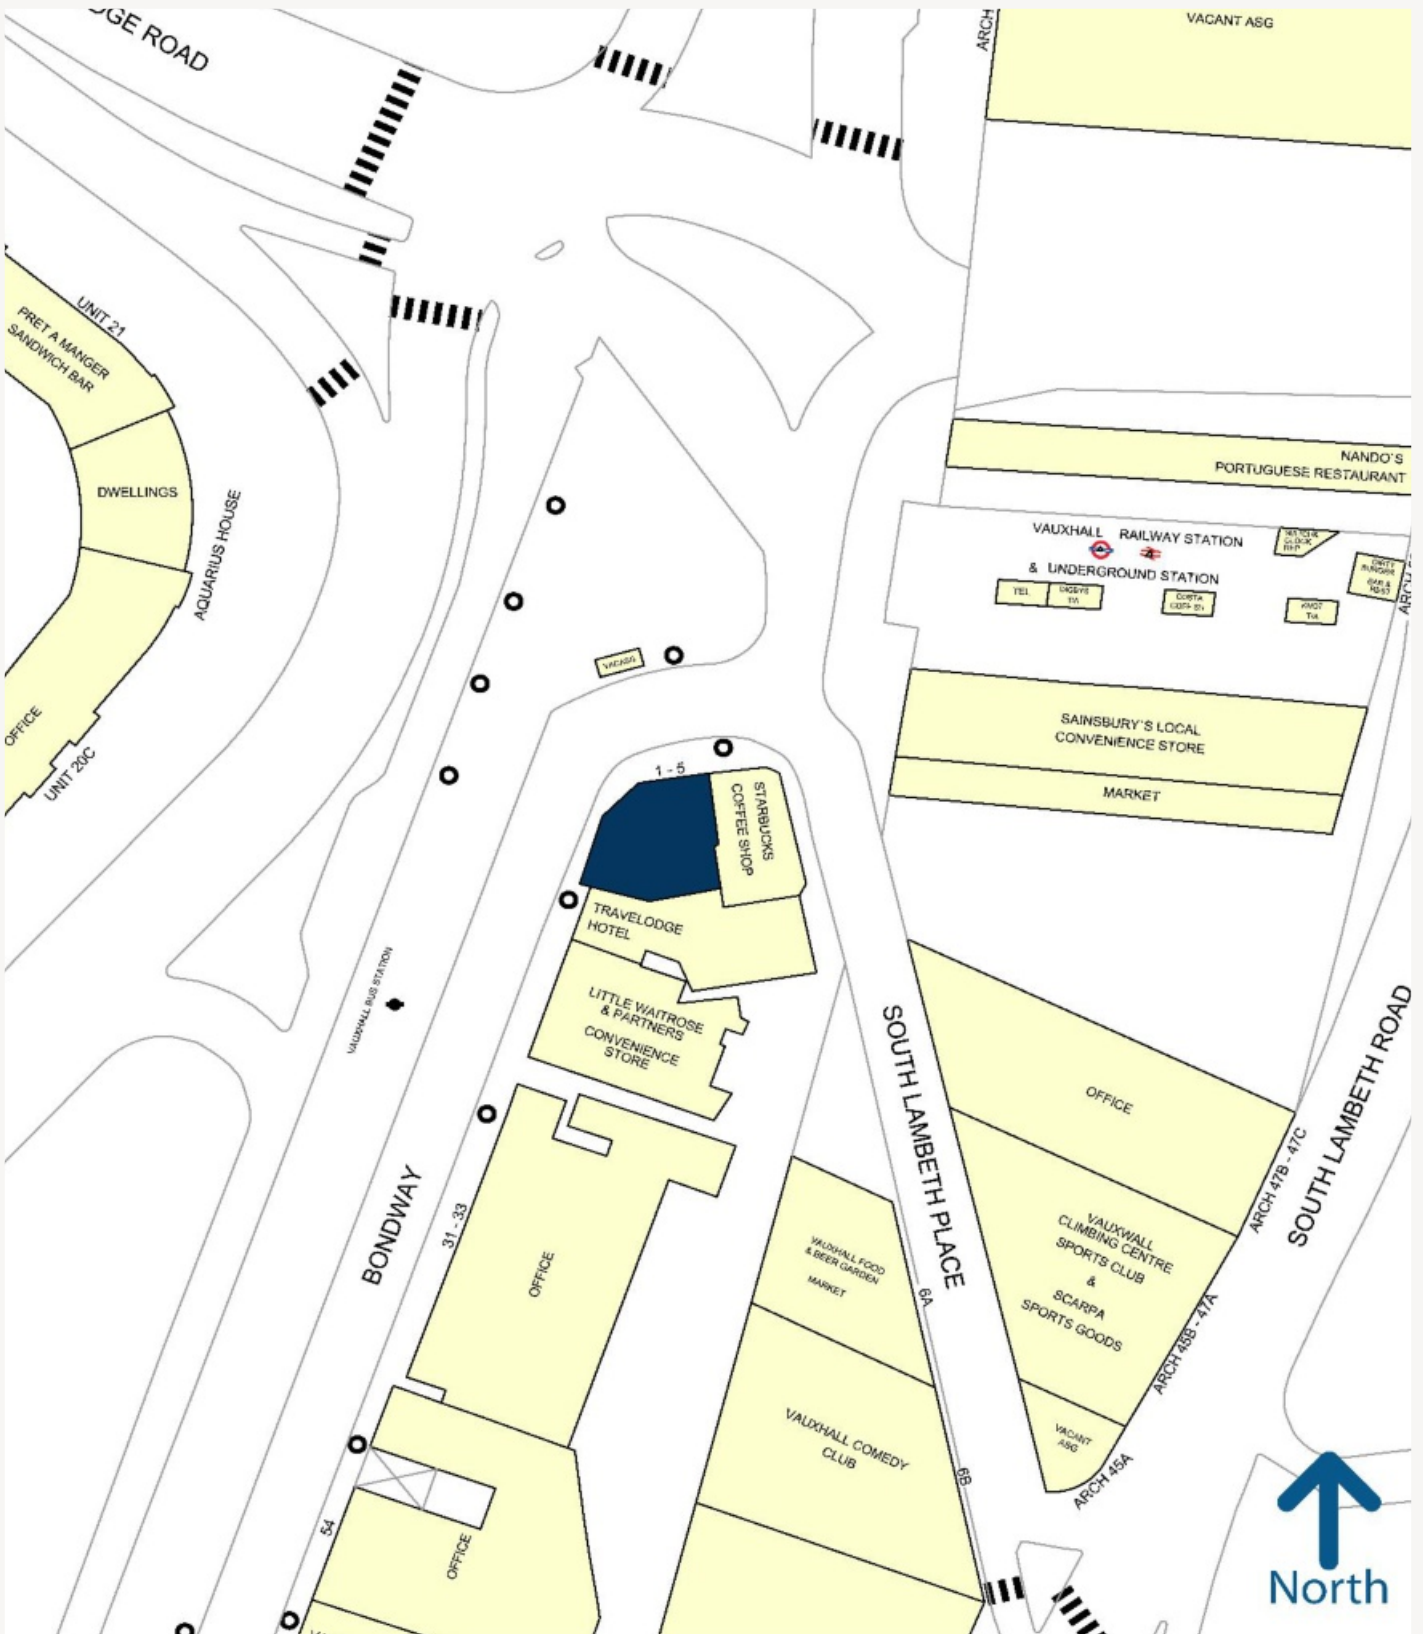 DGE ROAD
ARCH
VACANT ASG
UNIT 21
PRET A MANGER
SANDWICH BAR
DWELLINGS
AQUARIUS HOUSE
OFFICE
UNIT 20C
NANDO'S
PORTUGUESE RESTAURANT
VAUXHALL RAILWAY STATION
& UNDERGROUND STATION
TEL
COSTA
ARCH
VACASG
SAINSBURY'S LOCAL
CONVENIENCE STORE
MARKET
1 - 5
STARBUCKS
COFFEE SHOP
TRAVELODGE
HOTEL
LITTLE WAITROSE
& PARTNERS
CONVENIENCE
STORE
VAUXHALL BUS STATION
SOUTH LAMBETH PLACE
OFFICE
SOUTH LAMBETH ROAD
ARCH 47B - 47C
BONDWAY
31 - 33
OFFICE
VAUXHALL FOOD
& BEER GARDEN
MARKET
6A
VAUXWALL
CLIMBING CENTRE
SPORTS CLUB
&
SCARPA
SPORTS GOODS
ARCH 45B - 47A
VAUXHALL COMEDY
CLUB
6B
VACANT
ASG
ARCH 45A
54
OFFICE
North